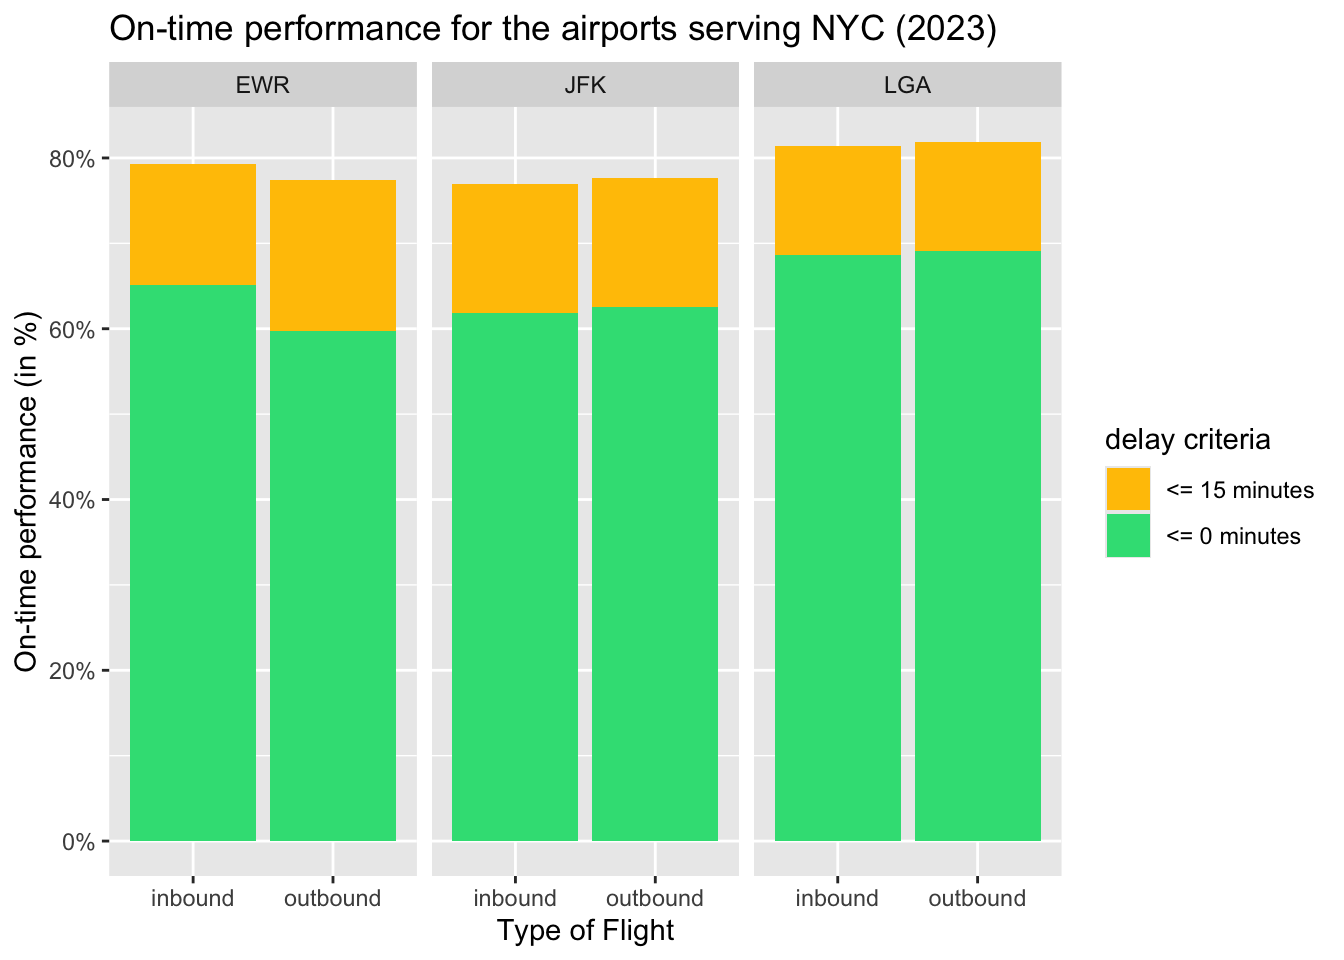 On-time performance for the airports serving NYC (2023)
EWR
JFK
LGA
On-time performance (in %)
80%
60%
40%
20%
0%
inbound
outbound
inbound
outbound
inbound
outbound
Type of Flight
delay criteria
<= 15 minutes
<= 0 minutes